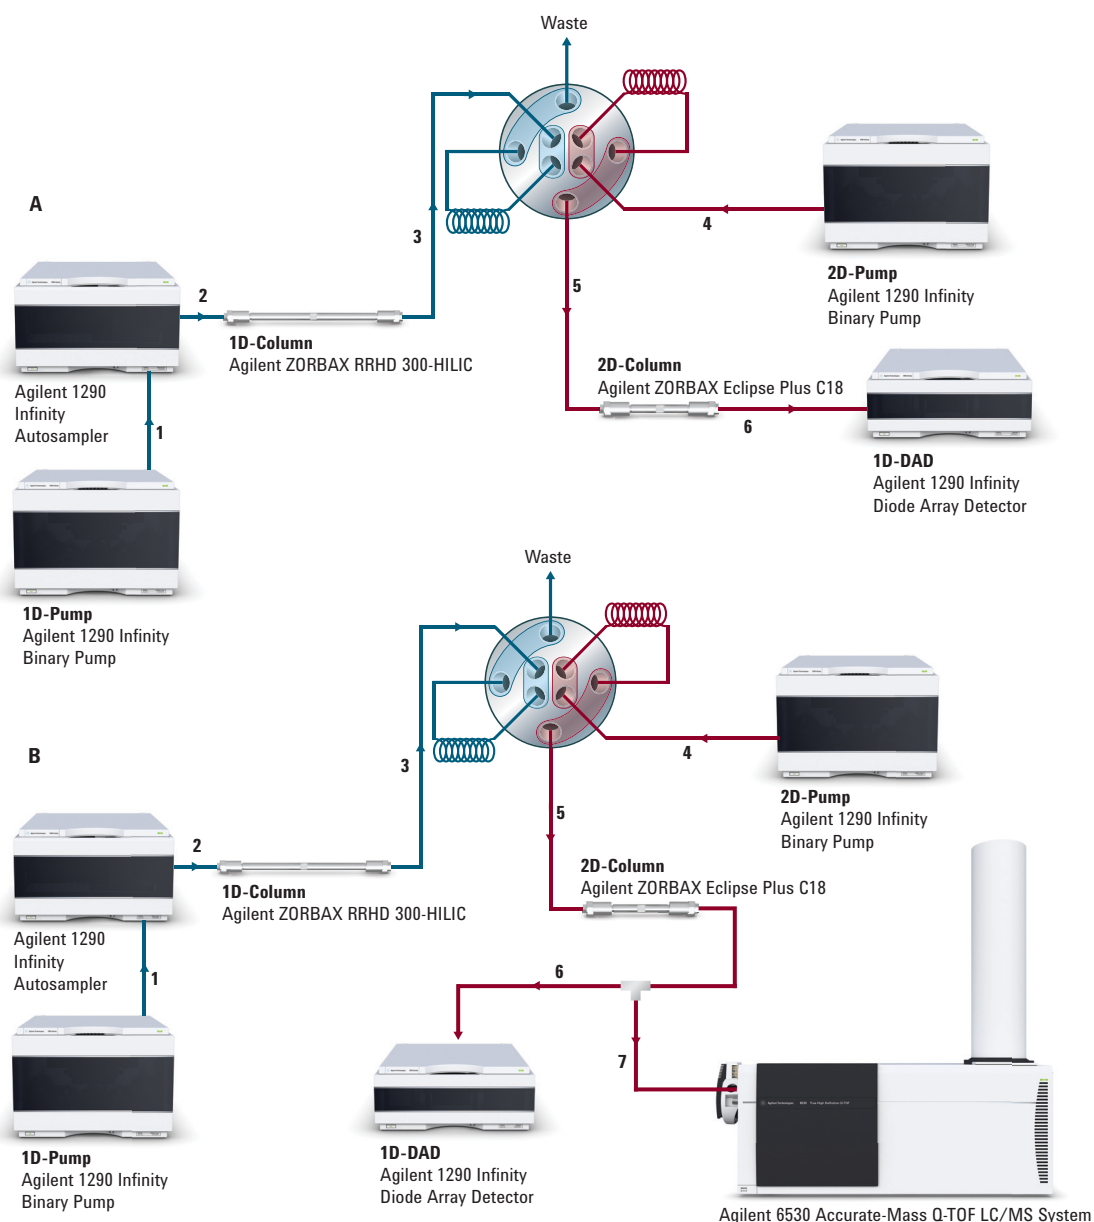 Waste
A
3
4
2D-Pump
Agilent 1290 Infinity
Binary Pump
5
2
1D-Column
Agilent ZORBAX RRHD 300-HILIC
2D-Column
Agilent ZORBAX Eclipse Plus C18
6
Agilent 1290
Infinity
Autosampler
1
1D-DAD
Agilent 1290 Infinity
Diode Array Detector
1D-Pump
Agilent 1290 Infinity
Binary Pump
Waste
B
3
4
2D-Pump
Agilent 1290 Infinity
Binary Pump
5
2
1D-Column
Agilent ZORBAX RRHD 300-HILIC
2D-Column
Agilent ZORBAX Eclipse Plus C18
Agilent 1290
Infinity
Autosampler
1
6
7
1D-DAD
Agilent 1290 Infinity
Diode Array Detector
1D-Pump
Agilent 1290 Infinity
Binary Pump
Agilent 6530 Accurate-Mass Q-TOF LC/MS System